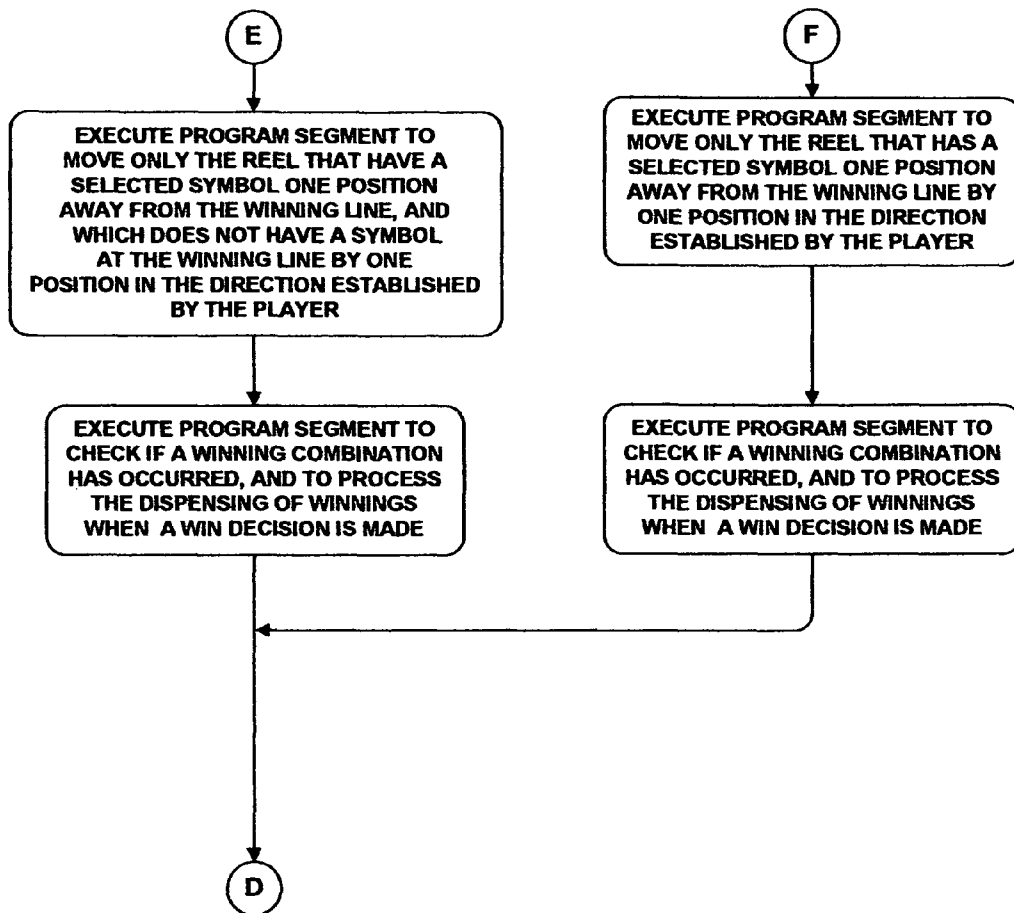 E
EXECUTE PROGRAM SEGMENT TO
MOVE ONLY THE REEL THAT HAVE A
SELECTED SYMBOL ONE POSITION
AWAY FROM THE WINNING LINE, AND
WHICH DOES NOT HAVE A SYMBOL
AT THE WINNING LINE BY ONE
POSITION IN THE DIRECTION ESTABLISHED
BY THE PLAYER
EXECUTE PROGRAM SEGMENT TO
CHECK IF A WINNING COMBINATION
HAS OCCURRED, AND TO PROCESS
THE DISPENSING OF WINNINGS
WHEN A WIN DECISION IS MADE
F
EXECUTE PROGRAM SEGMENT TO
MOVE ONLY THE REEL THAT HAS A
SELECTED SYMBOL ONE POSITION
AWAY FROM THE WINNING LINE BY
ONE POSITION IN THE DIRECTION
ESTABLISHED BY THE PLAYER
EXECUTE PROGRAM SEGMENT TO
CHECK IF A WINNING COMBINATION
HAS OCCURRED, AND TO PROCESS
THE DISPENSING OF WINNINGS
WHEN A WIN DECISION IS MADE
D